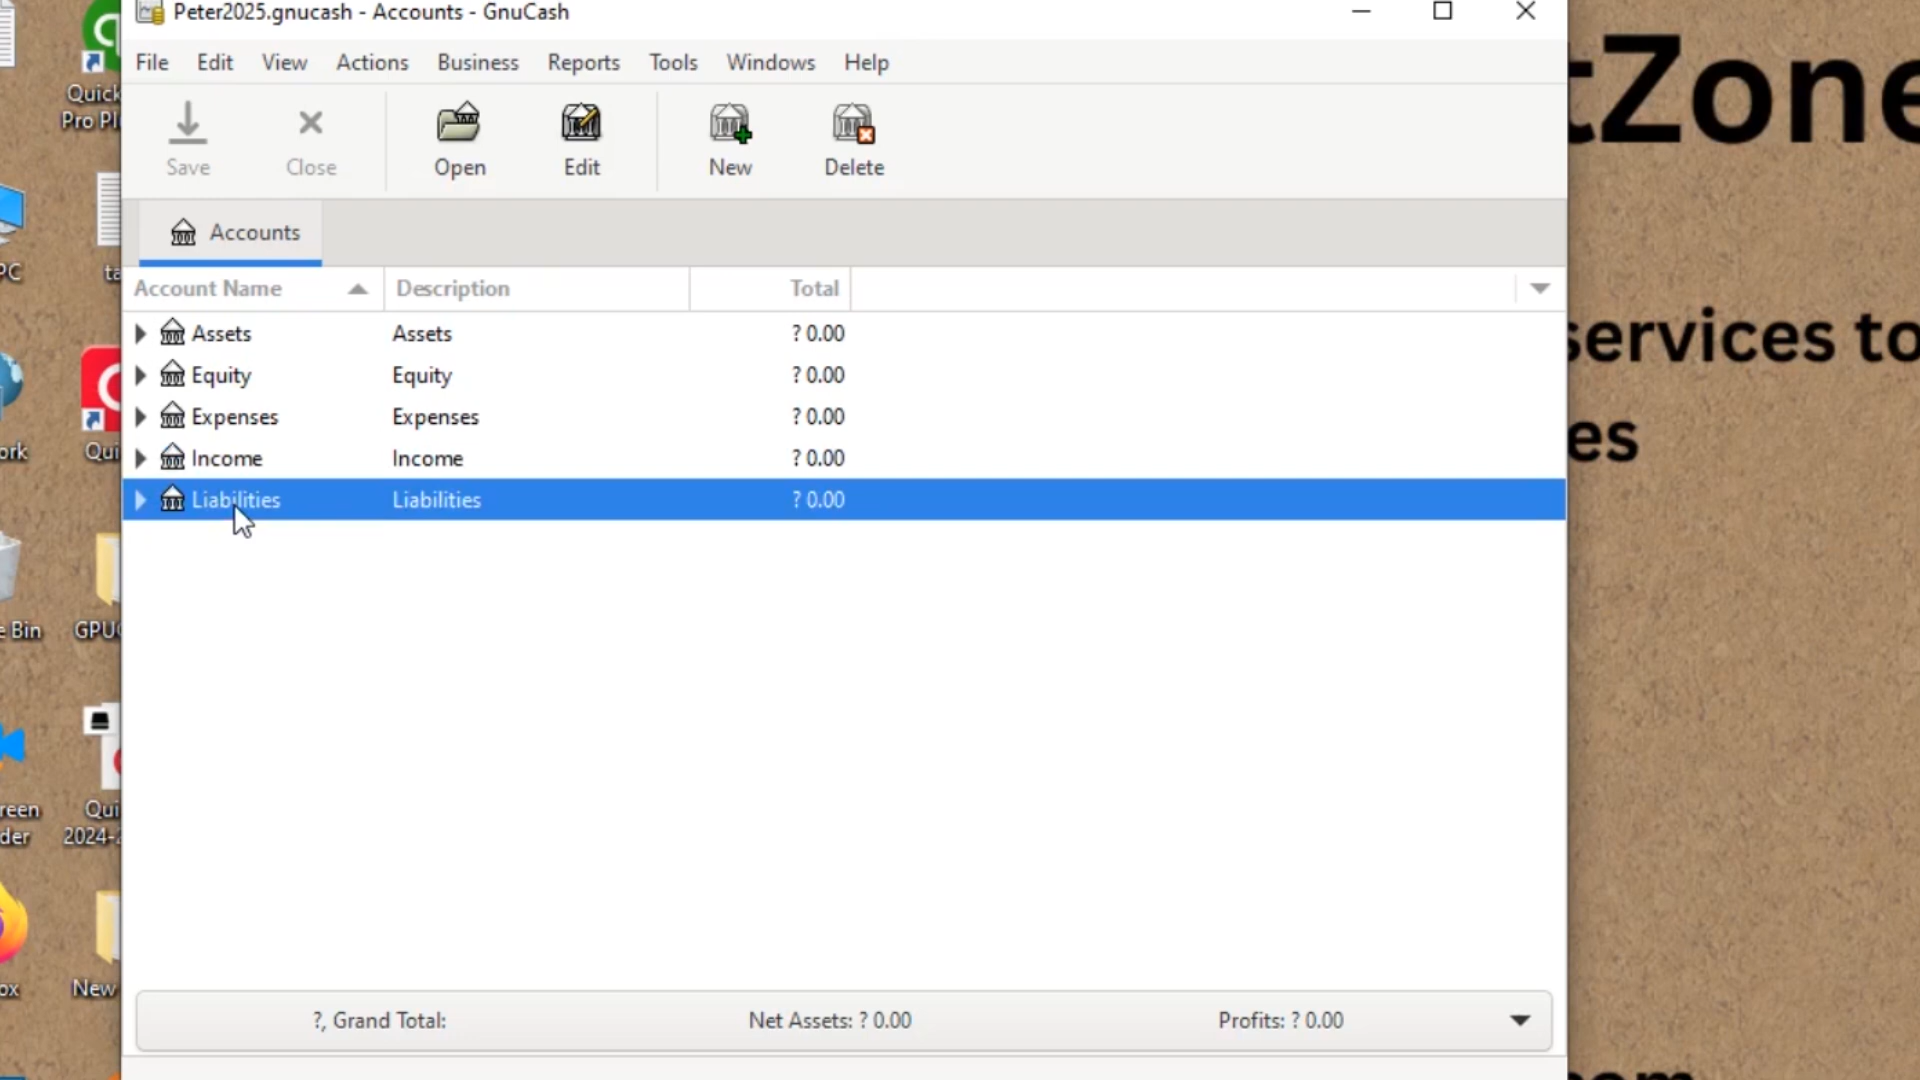 Peter2025.gnucash - Accounts - GnuCash
File Edit View Actions Business Reports Tools Windows Help
Save Close Open Edit New Delete
Accounts
Account Name Description Total
Assets Assets ? 0.00
Equity Equity ? 0.00
Expenses Expenses ? 0.00
Income Income ? 0.00
Liabilities Liabilities ? 0.00
?, Grand Total: Net Assets: ? 0.00 Profits: ? 0.00
Quick
Pro Pl
PC
ta
ork
Qui
e Bin
GPU
reen
der
Qui
2024-
ox
New
tZone
services to
es